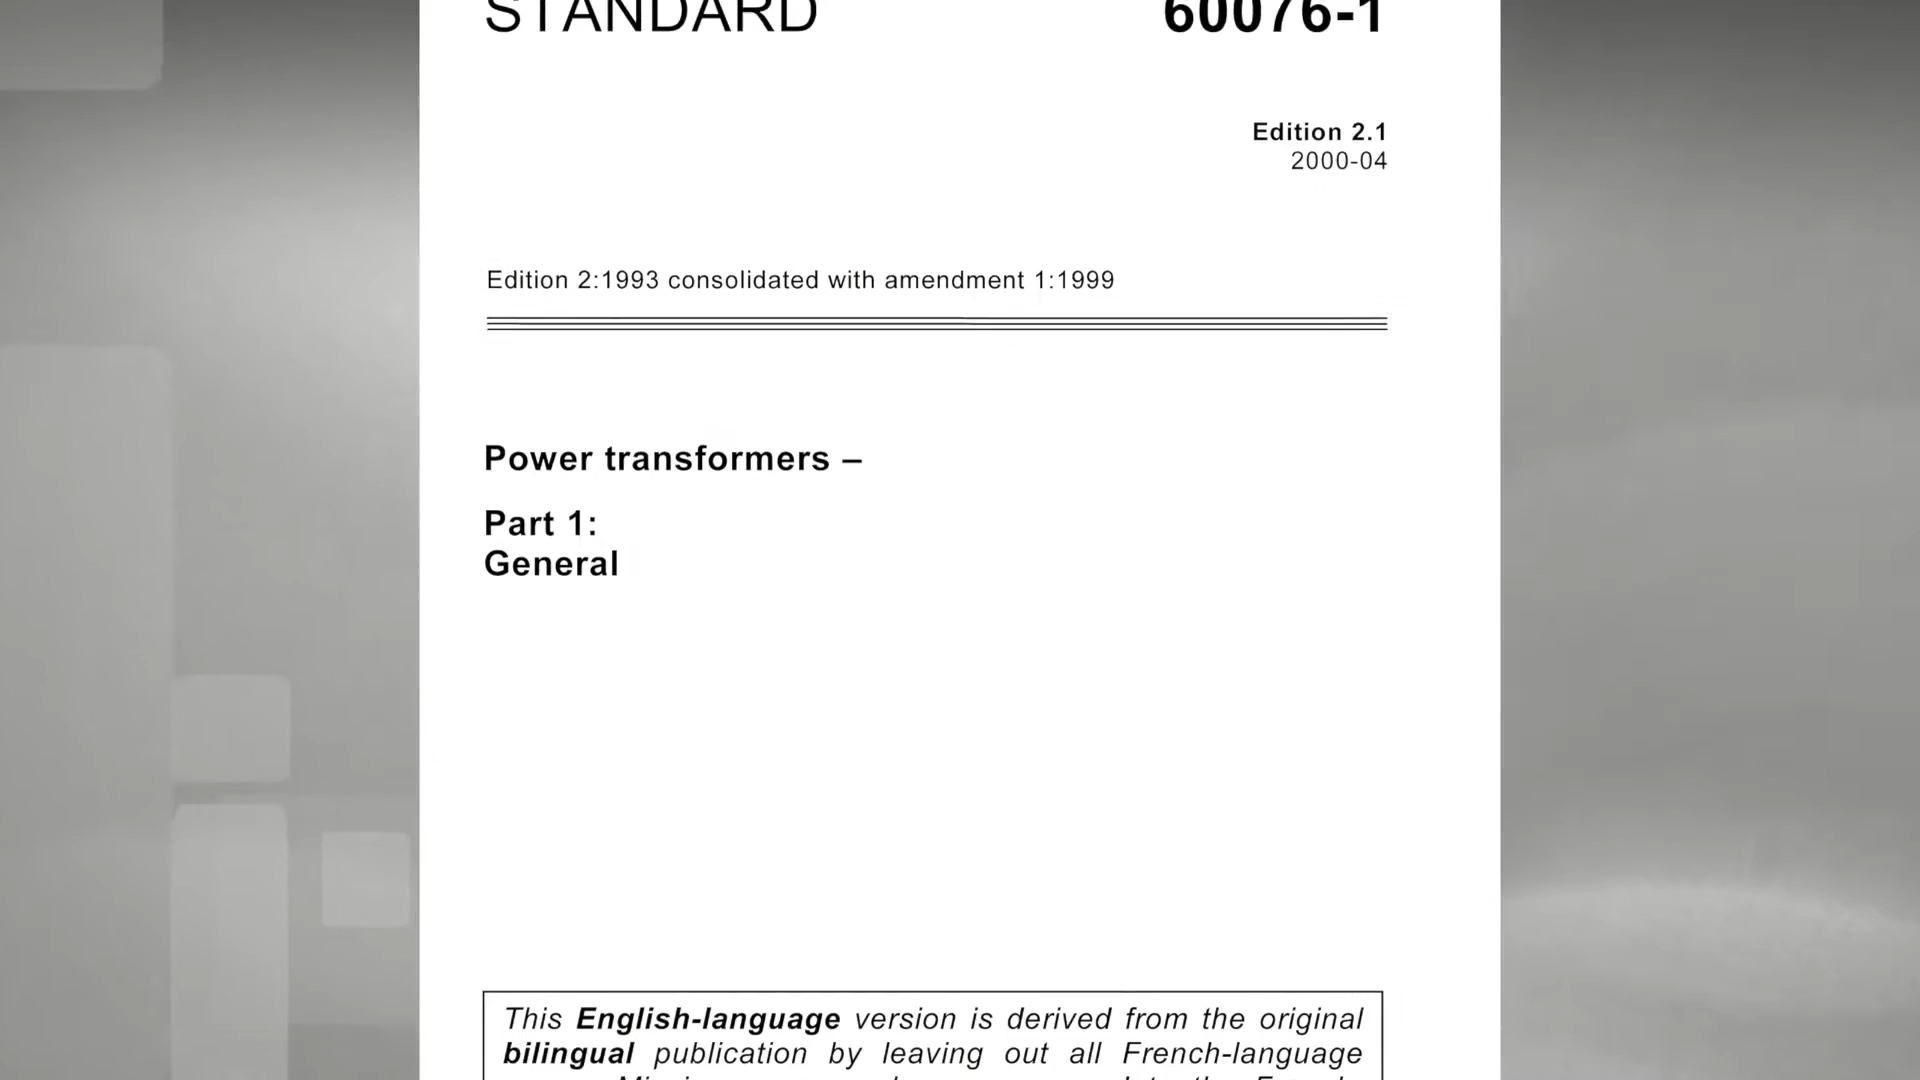 STANDARD 60076-1
Edition 2.1
2000-04
Edition 2:1993 consolidated with amendment 1:1999
Power transformers –
Part 1:
General
This English-language version is derived from the original
bilingual publication by leaving out all French-language